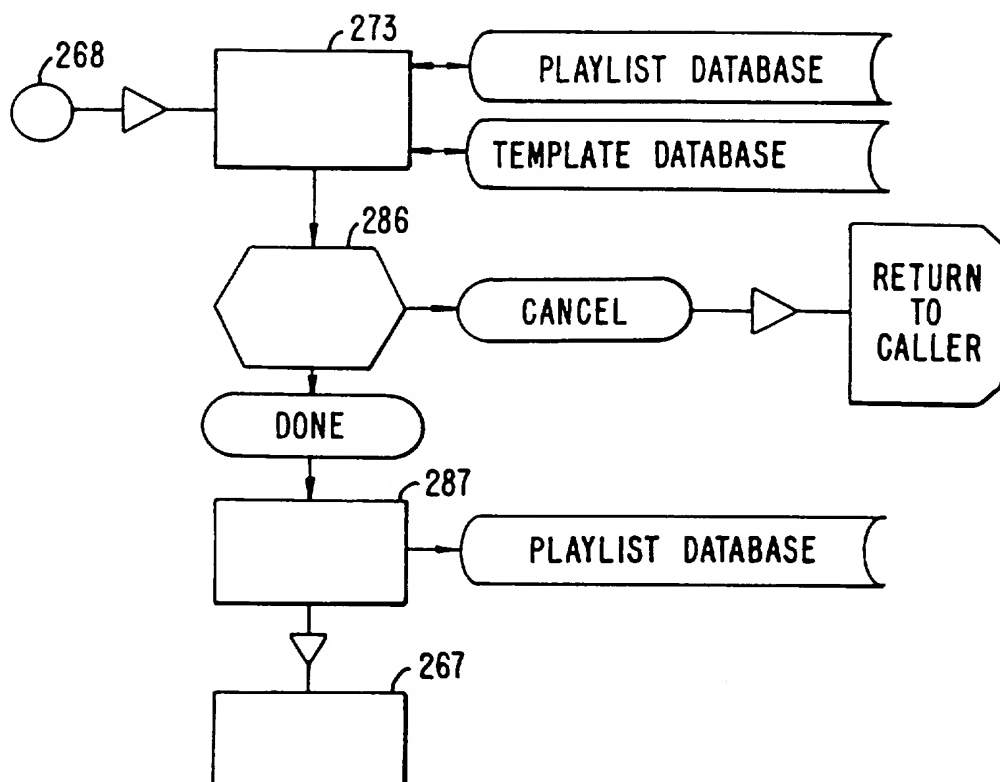 268
273
PLAYLIST DATABASE
TEMPLATE DATABASE
286
CANCEL
RETURN
TO
CALLER
DONE
287
PLAYLIST DATABASE
267